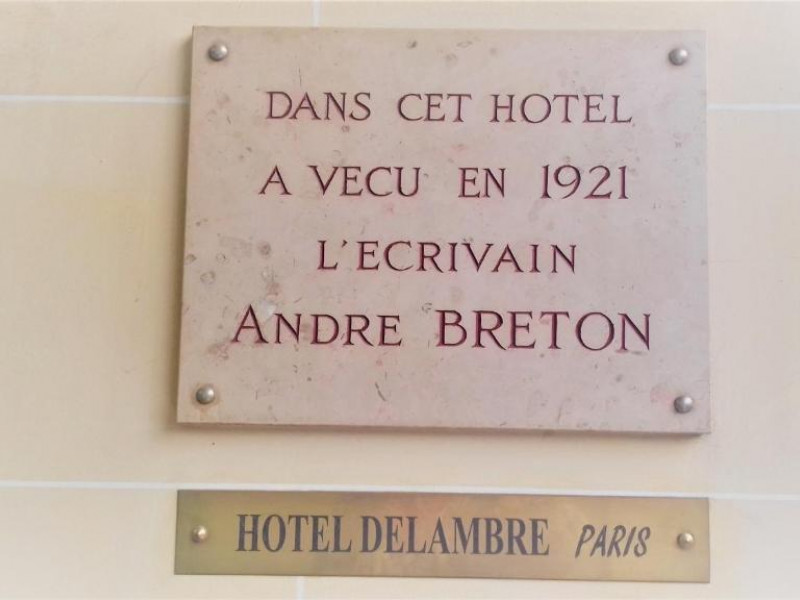 DANS CET HOTEL
A VECU EN 1921
L'ECRIVAIN
ANDRE BRETON
HOTEL DELAMBRE PARIS